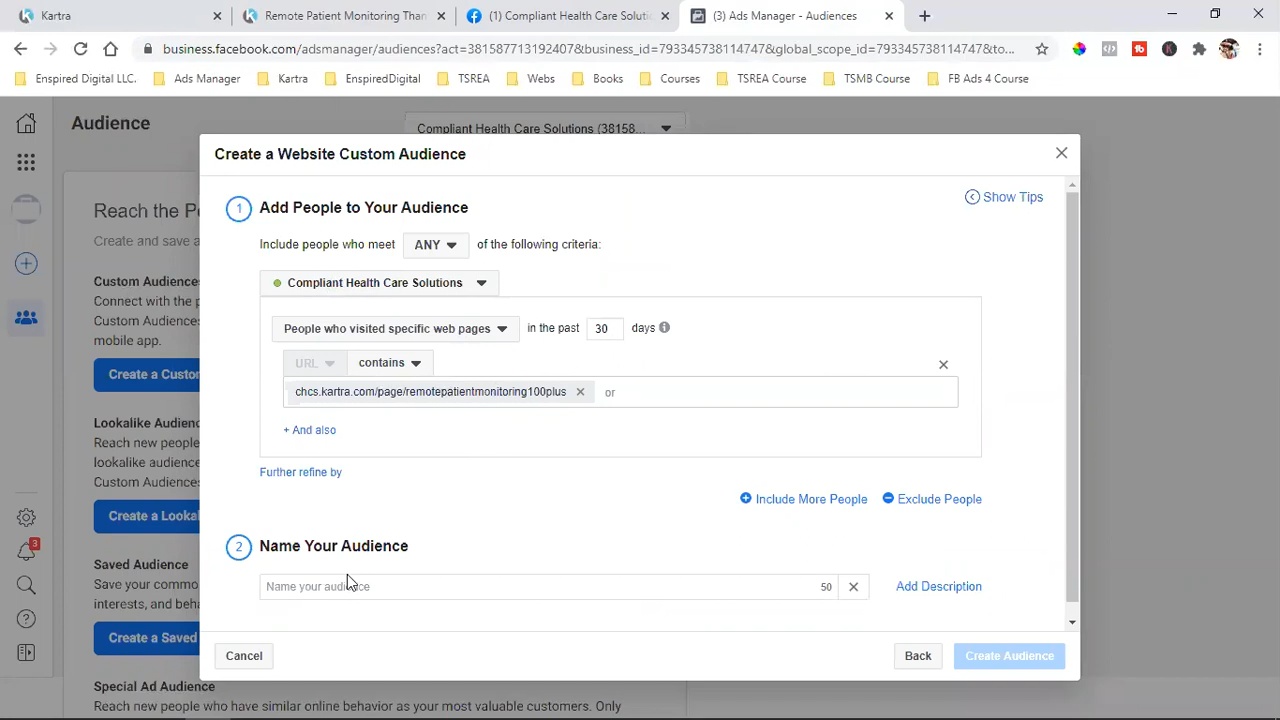 Kartra
Remote Patient Monitoring Than
(1) Compliant Health Care Soluti
(3) Ads Manager - Audiences
business.facebook.com/adsmanager/audiences?act=381587713192407&business_id=793345738114747&global_scope_id=793345738114747&to...
Enspired Digital LLC.
Ads Manager
Kartra
EnspiredDigital
TSREA
Webs
Books
Courses
TSREA Course
TSMB Course
FB Ads 4 Course
Audience
Compliant Health Care Solutions (38158...
Create a Website Custom Audience
1
Add People to Your Audience
Show Tips
Include people who meet ANY of the following criteria:
Compliant Health Care Solutions
People who visited specific web pages in the past 30 days
URL contains
chcs.kartra.com/page/remotepatientmonitoring100plus or
+ And also
Further refine by
Include More People Exclude People
2
Name Your Audience
Name your audience
50
Add Description
Cancel
Back
Create Audience
Reach the P
Create and save a
Custom Audiences
Connect with the p
Custom Audiences
mobile app.
Create a Custo
Lookalike Audienc
Reach new people
lookalike audience
Custom Audiences
Create a Looka
Saved Audience
Save your commo
interests, and beha
Create a Saved
Special Ad Audience
Reach new people who have similar online behavior as your most valuable customers. Only
3